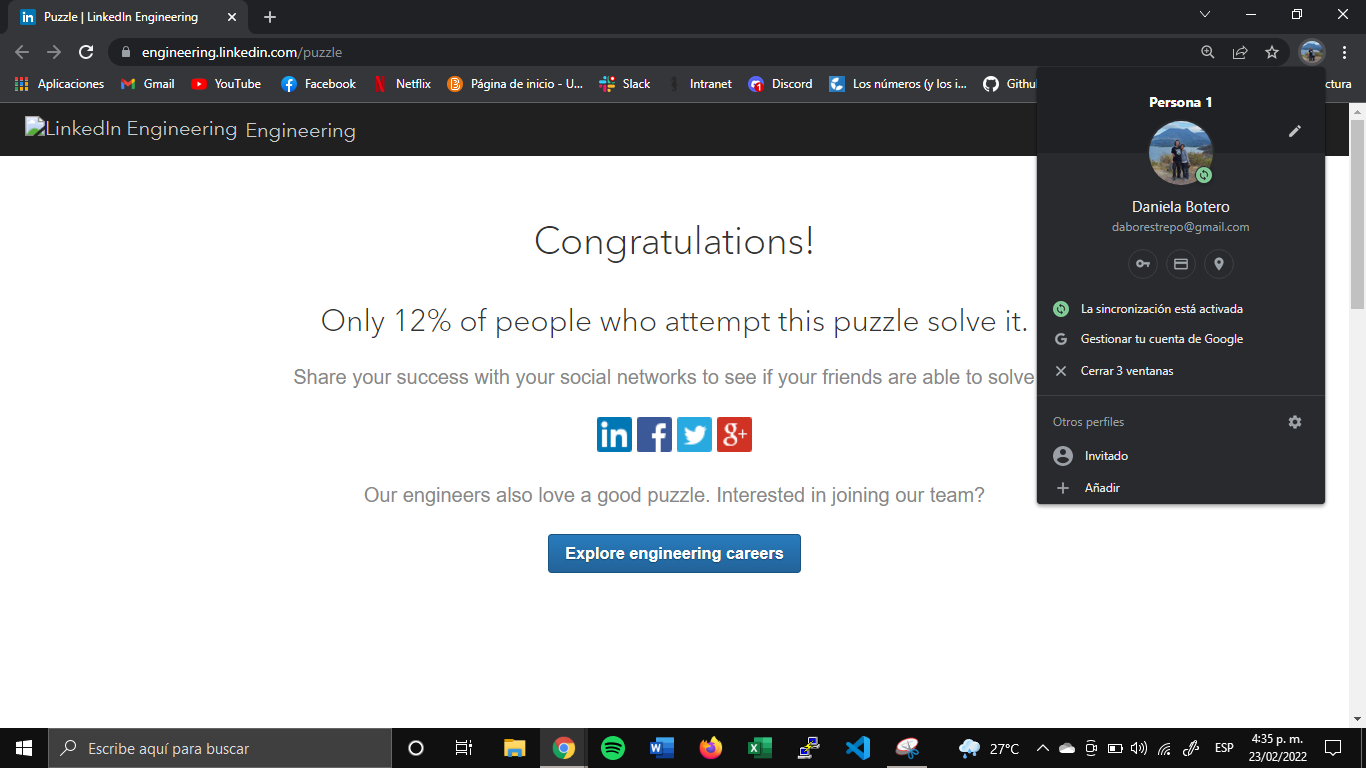 Puzzle | LinkedIn Engineering
engineering.linkedin.com/puzzle
Aplicaciones
Gmail
YouTube
Facebook
Netflix
Página de inicio - U...
Slack
Intranet
Discord
Los números (y los i...
Githu
ctura
LinkedIn Engineering Engineering
Congratulations!
Only 12% of people who attempt this puzzle solve it.
Share your success with your social networks to see if your friends are able to solve
in f g+
Our engineers also love a good puzzle. Interested in joining our team?
Explore engineering careers
Persona 1
Daniela Botero
daborestrepo@gmail.com
La sincronización está activada
Gestionar tu cuenta de Google
Cerrar 3 ventanas
Otros perfiles
Invitado
Añadir
Escribe aquí para buscar
27°C
ESP
4:35 p. m.
23/02/2022